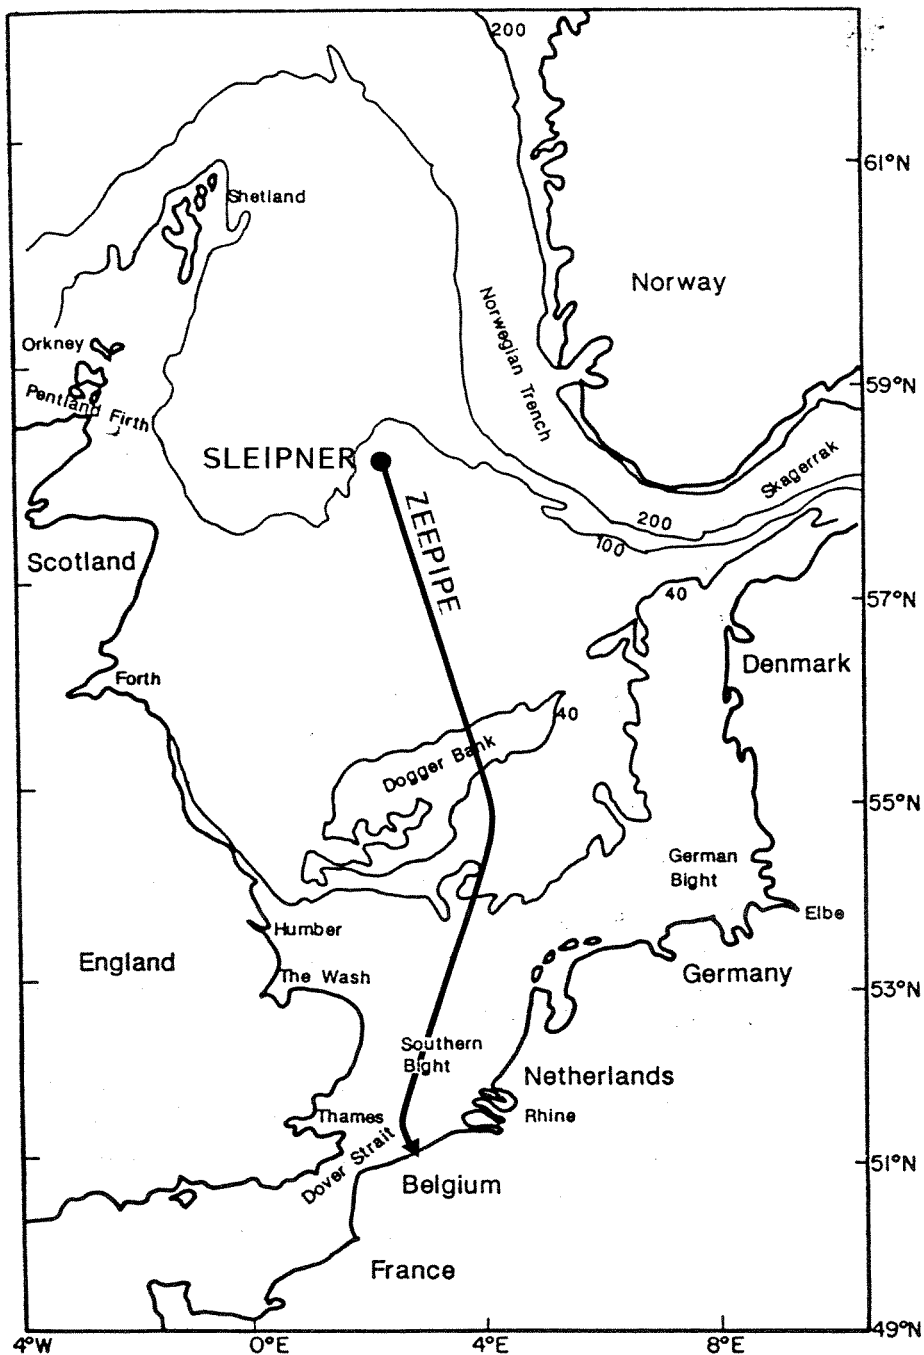 200
61°N
Shetland
Norway
Norwegian Trench
Orkney
Pentland Firth
59°N
SLEIPNER
Skagerrak
ZEEPIPE
200
100
Scotland
57°N
40
Denmark
Forth
40
Dogger Bank
55°N
German
Bight
Elbe
Humber
England
The Wash
Germany
53°N
Southern
Bight
Netherlands
Thames
Rhine
Dover Strait
51°N
Belgium
France
49°N
4°W
0°E
4°E
8°E